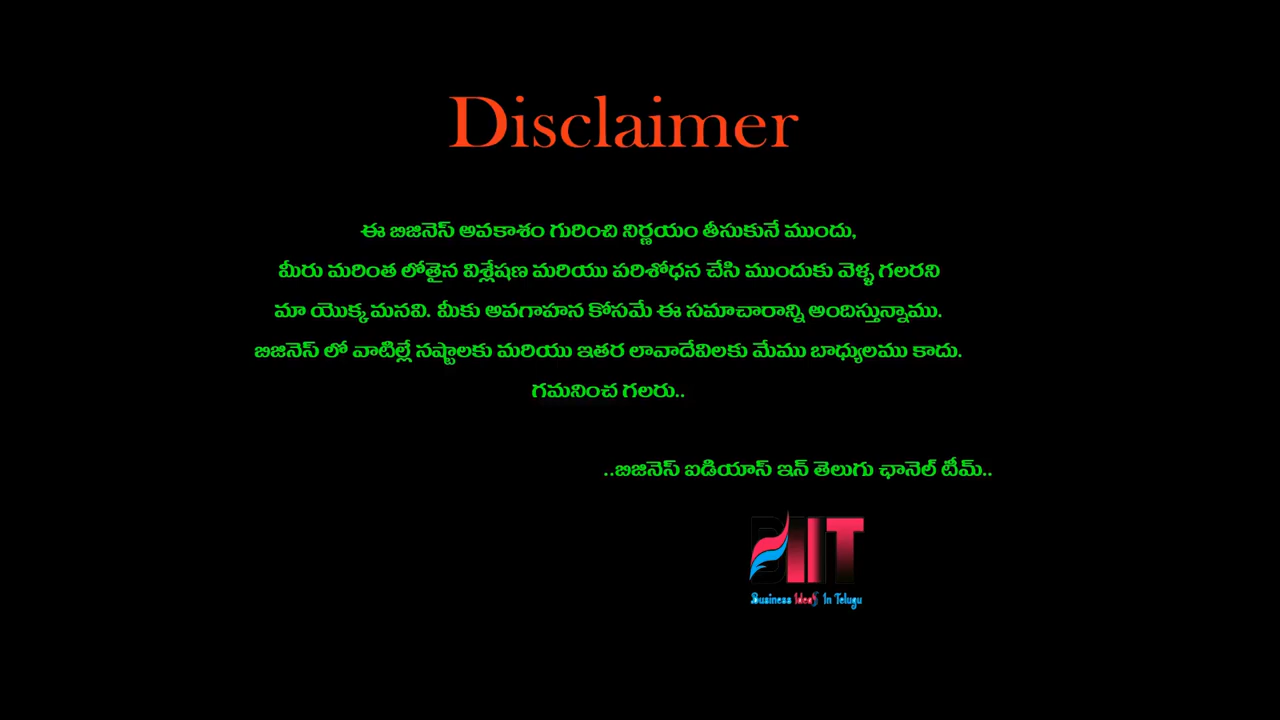 Disclaimer
ఈ బిజినెస్ అవకాశం గురించి నిర్ణయం తీసుకునే ముందు,
మీరు మరింత లోతైన విశ్లేషణ మరియు పరిశోధన చేసి ముందుకు వెళ్ళ గలరని
మా యొక్క మనవి. మీకు అవగాహన కోసమే ఈ సమాచారాన్ని అందిస్తున్నాము.
బిజినెస్ లో వాటిల్లే నష్టాలకు మరియు ఇతర లావాదేవిలకు మేము బాధ్యులము కాదు.
గమనించ గలరు..
..బిజినెస్ ఐడియాస్ ఇన్ తెలుగు ఛానెల్ టీమ్..
BIIT
Business IdeaS In Telugu